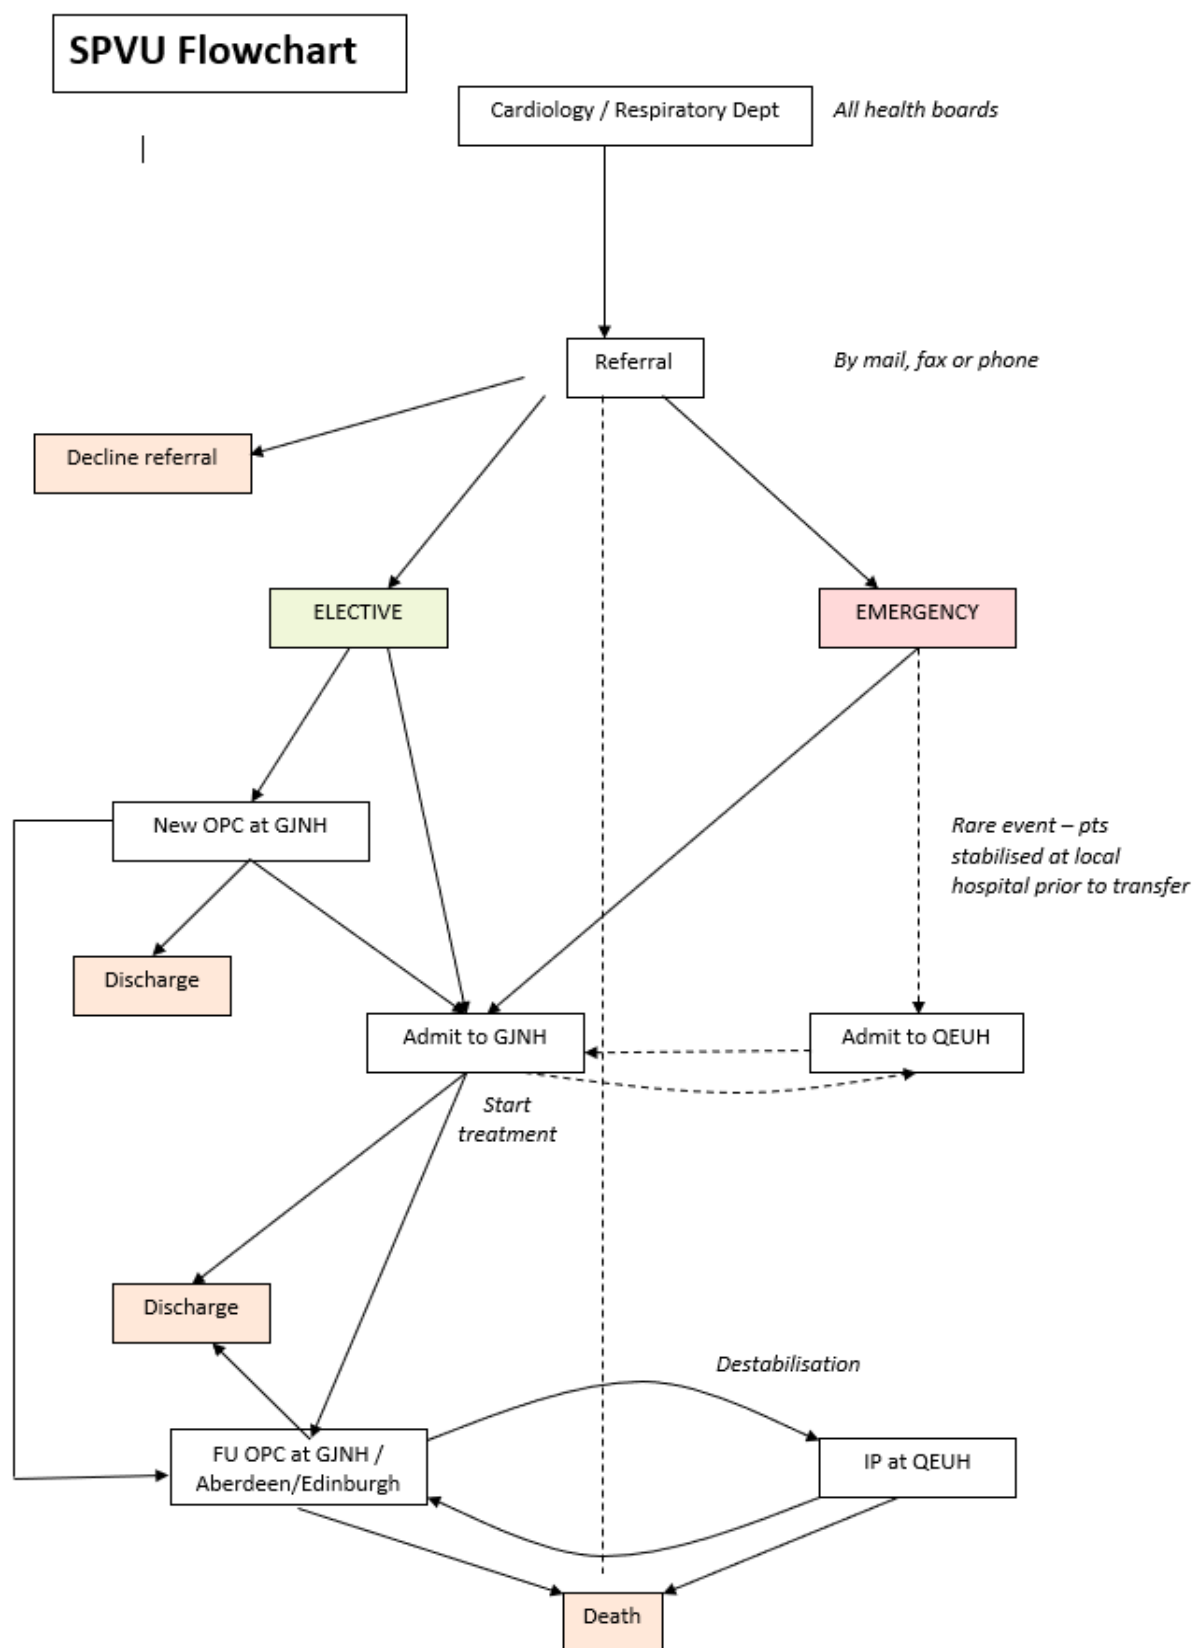 SPVU Flowchart
Cardiology / Respiratory Dept
All health boards
Referral
By mail, fax or phone
Decline referral
ELECTIVE
EMERGENCY
New OPC at GJNH
Rare event – pts
stabilised at local
hospital prior to transfer
Discharge
Admit to GJNH
Admit to QEUH
Start
treatment
Discharge
Destabilisation
FU OPC at GJNH /
Aberdeen/Edinburgh
IP at QEUH
Death